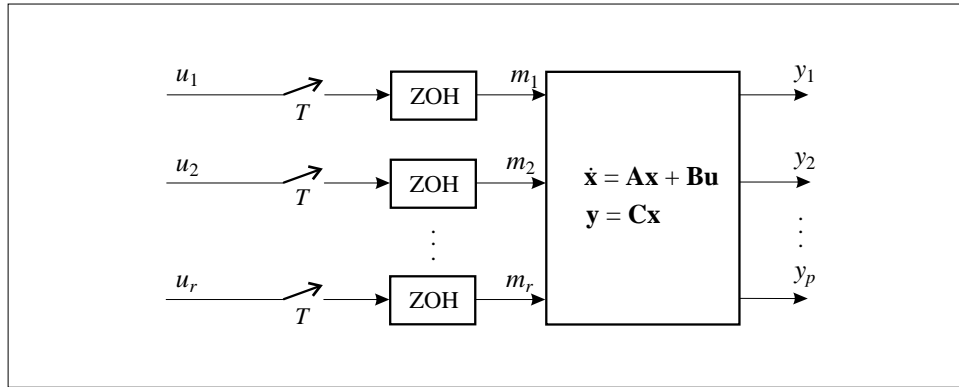 u₁ T ZOH m₁ y₁
u₂ T ZOH m₂ y₂
ẋ = Ax + Bu
y = Cx
uᵣ T ZOH mᵣ yₚ